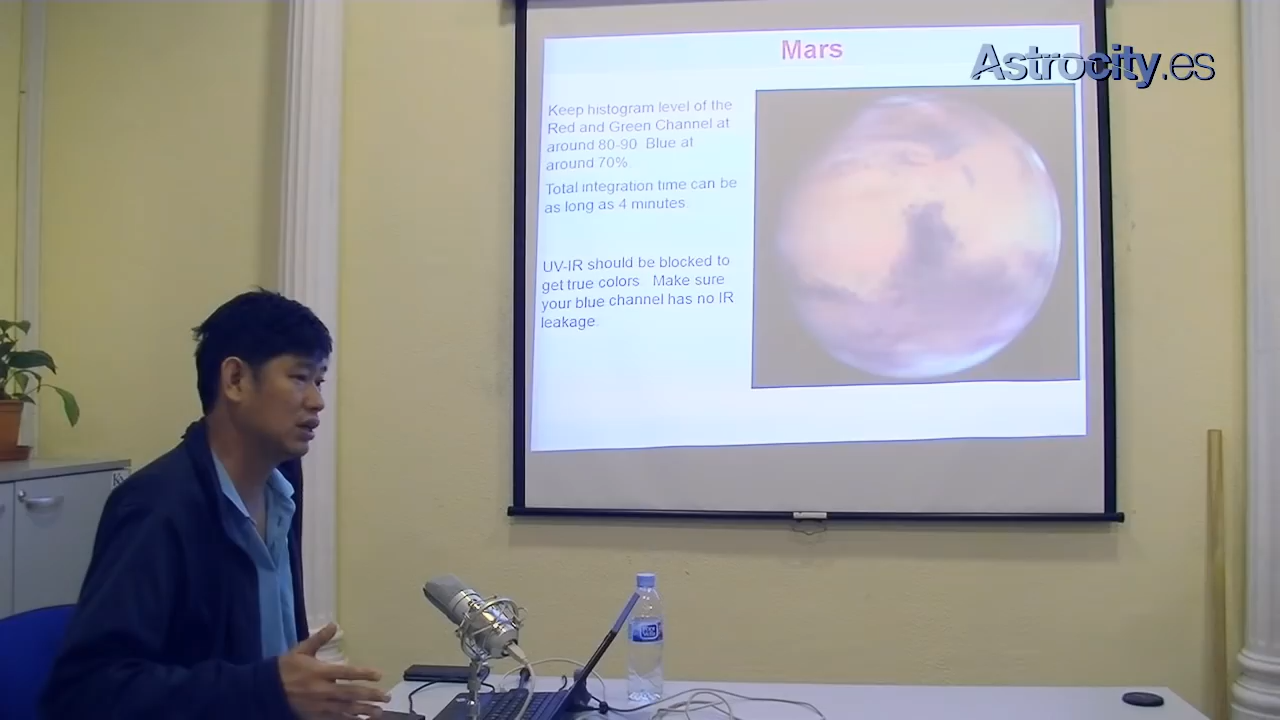 Mars
Astrocity.es
Keep histogram level of the
Red and Green Channel at
around 80-90. Blue at
around 70%.
Total integration time can be
as long as 4 minutes.
UV-IR should be blocked to
get true colors. Make sure
your blue channel has no IR
leakage.